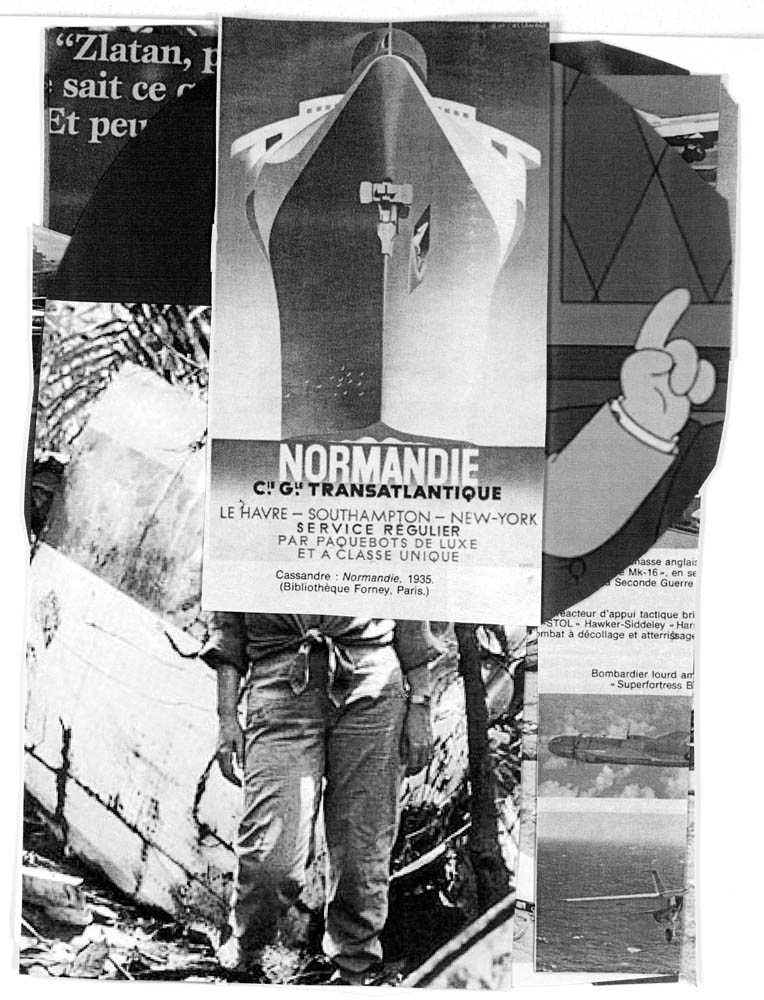 “Zlatan,
sait ce
Et peu
NORMANDIE
Cⁱᴱ Gˡᴱ TRANSATLANTIQUE
LE HAVRE – SOUTHAMPTON – NEW-YORK
SERVICE REGULIER
PAR PAQUEBOTS DE LUXE
ET A CLASSE UNIQUE
Cassandre : Normandie, 1935.
(Bibliothèque Forney, Paris.)
hasse anglais
Mk-16 », en se
Seconde Guerre
réacteur d'appui tactique bri
STOL « Hawker-Siddeley « Har
mbat à décollage et atterrissage
Bombardier lourd am
« Superfortress B